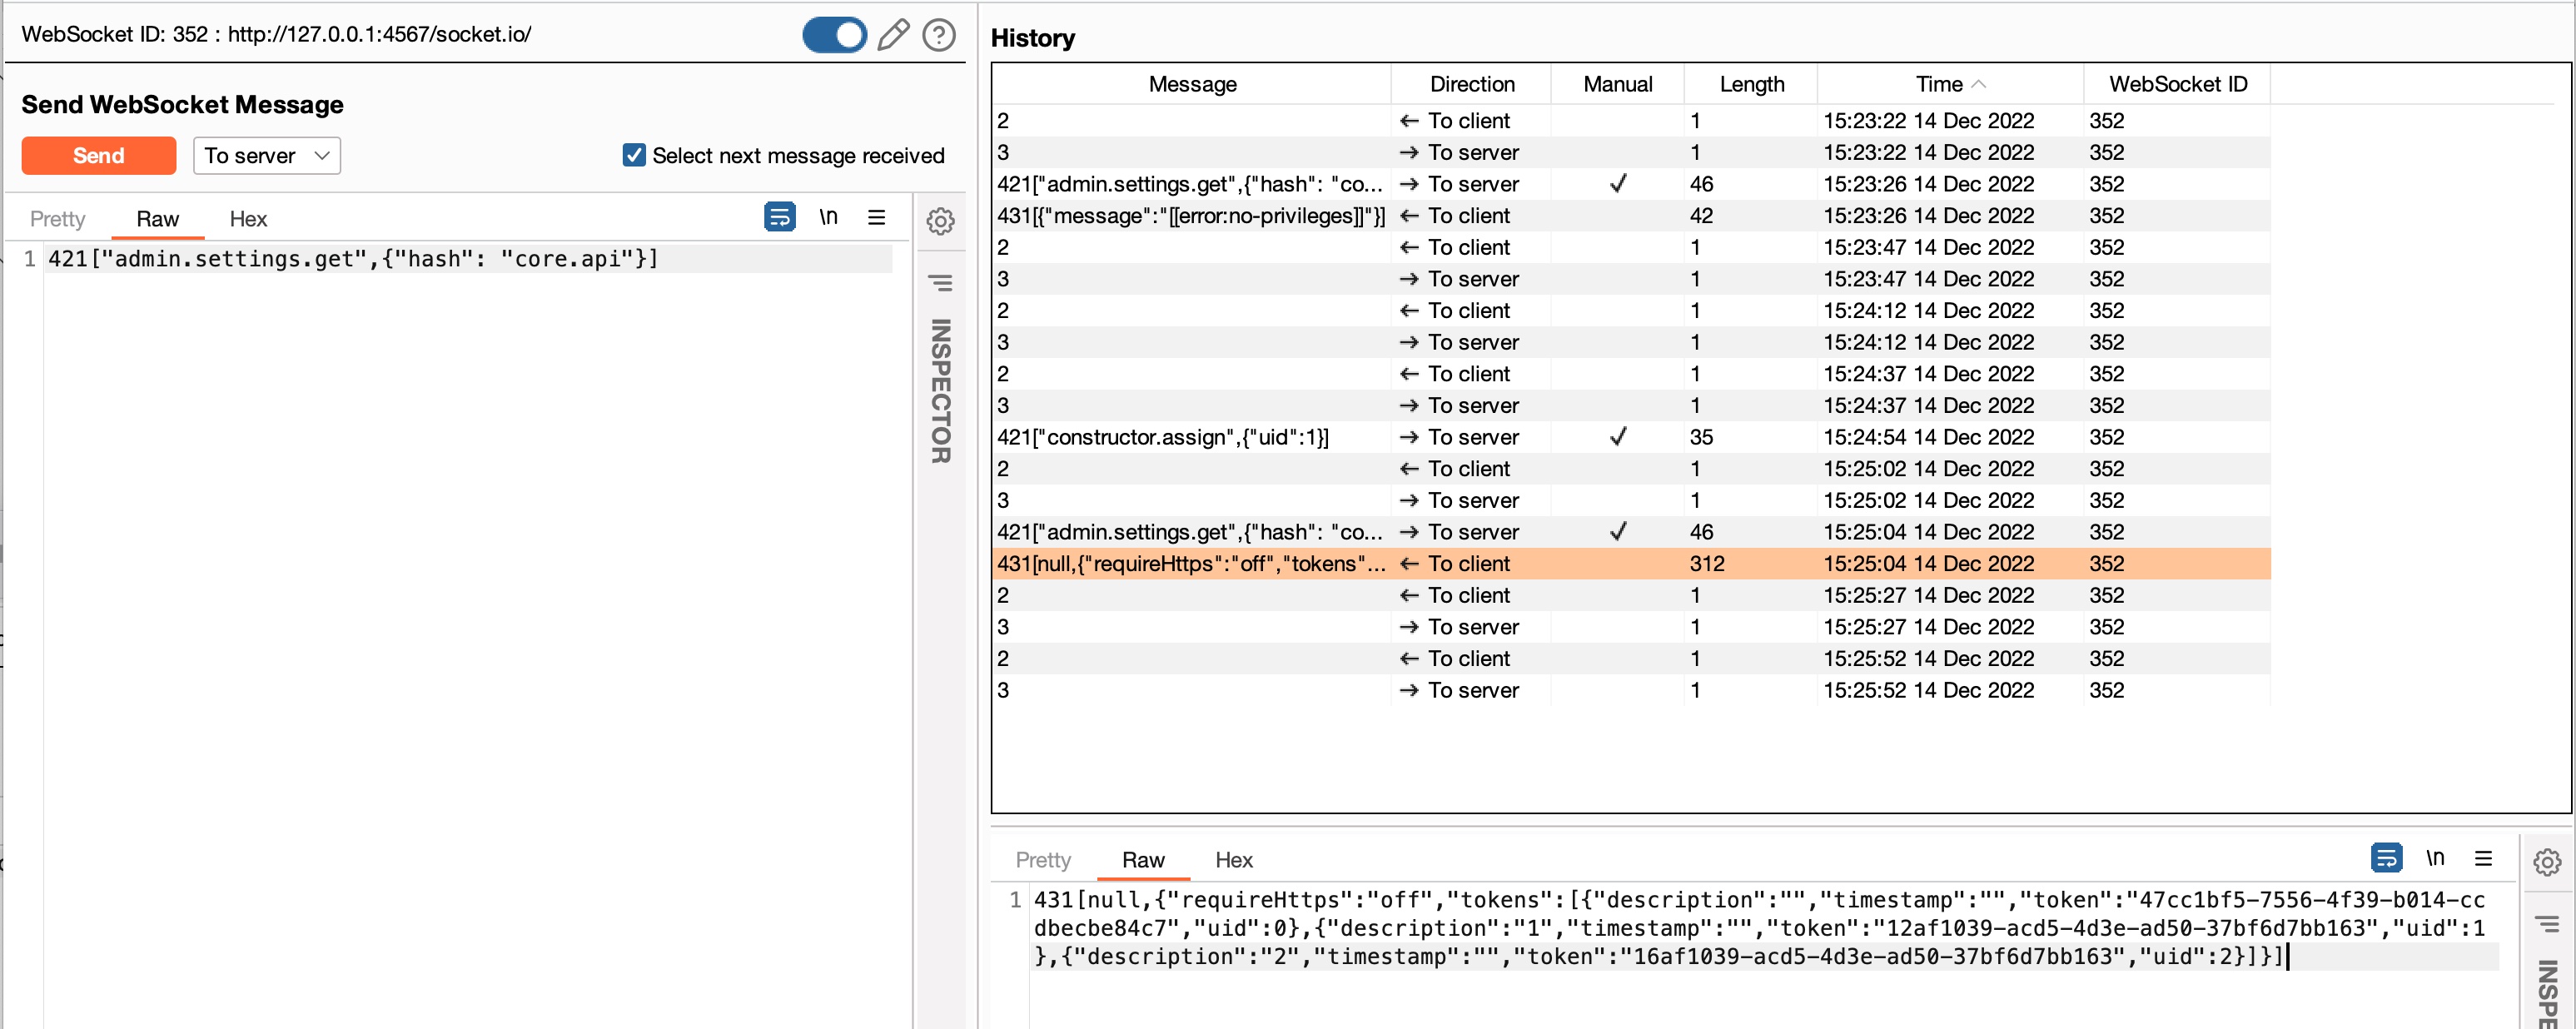 WebSocket ID: 352 : http://127.0.0.1:4567/socket.io/
Send WebSocket Message
Send
To server
Select next message received
Pretty Raw Hex
\n
1 421["admin.settings.get",{"hash": "core.api"}]
INSPECTOR
History
Message Direction Manual Length Time WebSocket ID
2 ← To client 1 15:23:22 14 Dec 2022 352
3 → To server 1 15:23:22 14 Dec 2022 352
421["admin.settings.get",{"hash": "co... → To server ✓ 46 15:23:26 14 Dec 2022 352
431[{"message":"[[error:no-privileges]]"}] ← To client 42 15:23:26 14 Dec 2022 352
2 ← To client 1 15:23:47 14 Dec 2022 352
3 → To server 1 15:23:47 14 Dec 2022 352
2 ← To client 1 15:24:12 14 Dec 2022 352
3 → To server 1 15:24:12 14 Dec 2022 352
2 ← To client 1 15:24:37 14 Dec 2022 352
3 → To server 1 15:24:37 14 Dec 2022 352
421["constructor.assign",{"uid":1}] → To server ✓ 35 15:24:54 14 Dec 2022 352
2 ← To client 1 15:25:02 14 Dec 2022 352
3 → To server 1 15:25:02 14 Dec 2022 352
421["admin.settings.get",{"hash": "co... → To server ✓ 46 15:25:04 14 Dec 2022 352
431[null,{"requireHttps":"off","tokens"... ← To client 312 15:25:04 14 Dec 2022 352
2 ← To client 1 15:25:27 14 Dec 2022 352
3 → To server 1 15:25:27 14 Dec 2022 352
2 ← To client 1 15:25:52 14 Dec 2022 352
3 → To server 1 15:25:52 14 Dec 2022 352
Pretty Raw Hex
\n
1 431[null,{"requireHttps":"off","tokens":[{"description":"","timestamp":"","token":"47cc1bf5-7556-4f39-b014-cc
dbecbe84c7","uid":0},{"description":"1","timestamp":"","token":"12af1039-acd5-4d3e-ad50-37bf6d7bb163","uid":1
},{"description":"2","timestamp":"","token":"16af1039-acd5-4d3e-ad50-37bf6d7bb163","uid":2}]}]
INSPE